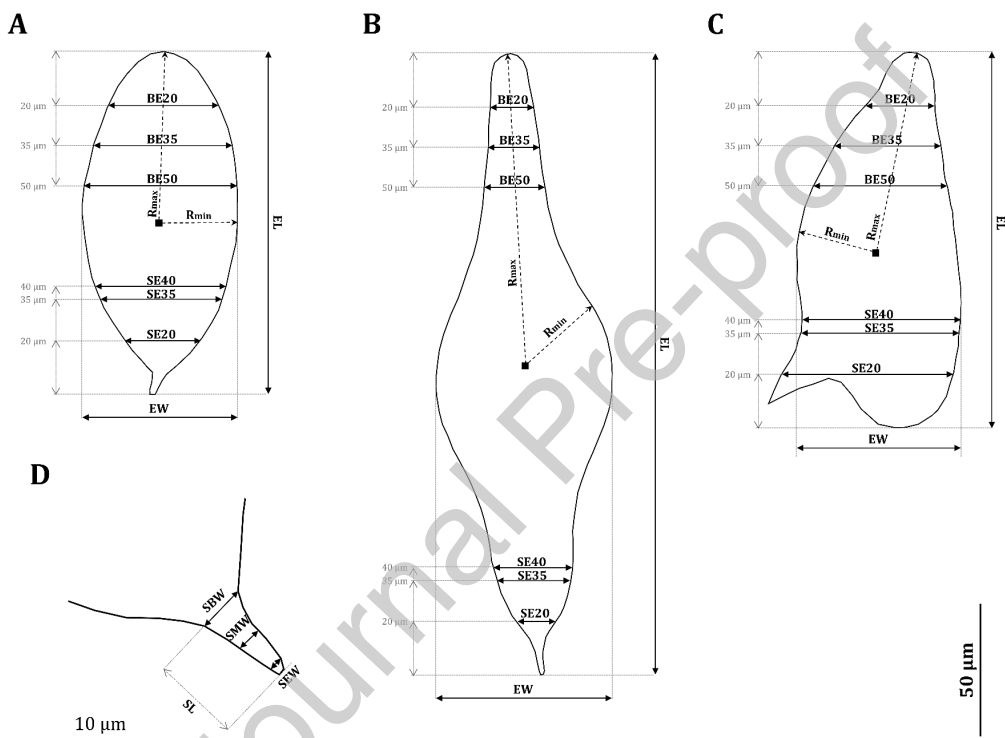 A
20 µm
35 µm
50 µm
40 µm
35 µm
20 µm
BE20
BE35
BE50
Rmax
Rmin
SE40
SE35
SE20
EL
EW
B
20 µm
35 µm
50 µm
40 µm
35 µm
20 µm
BE20
BE35
BE50
Rmax
Rmin
SE40
SE35
SE20
EL
EW
C
20 µm
35 µm
50 µm
40 µm
35 µm
20 µm
BE20
BE35
BE50
Rmax
Rmin
SE40
SE35
SE20
EL
EW
D
SBW
SMW
SEW
SL
10 µm
50 µm
Journal Pre-proof